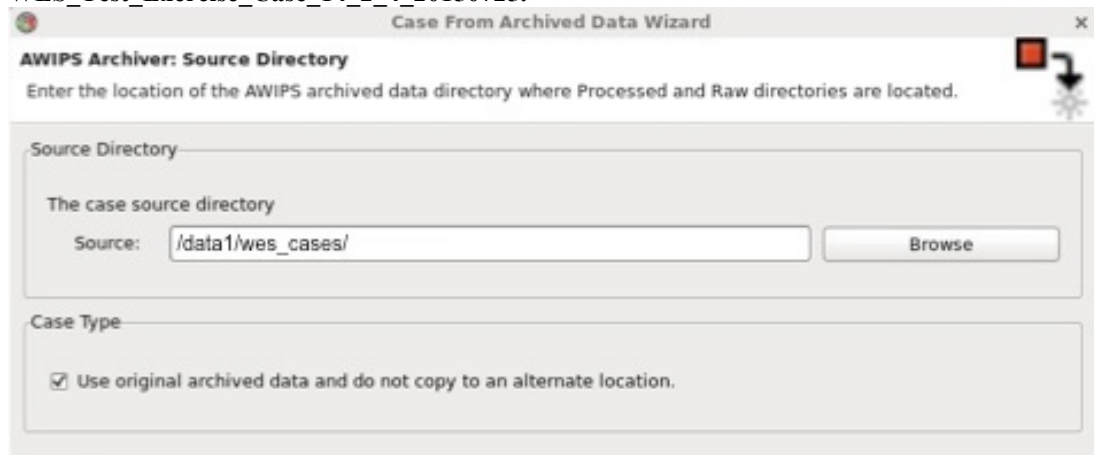 Case From Archived Data Wizard
AWIPS Archiver: Source Directory
Enter the location of the AWIPS archived data directory where Processed and Raw directories are located.
Source Directory
The case source directory
Source: /data1/wes_cases/ Browse
Case Type
Use original archived data and do not copy to an alternate location.